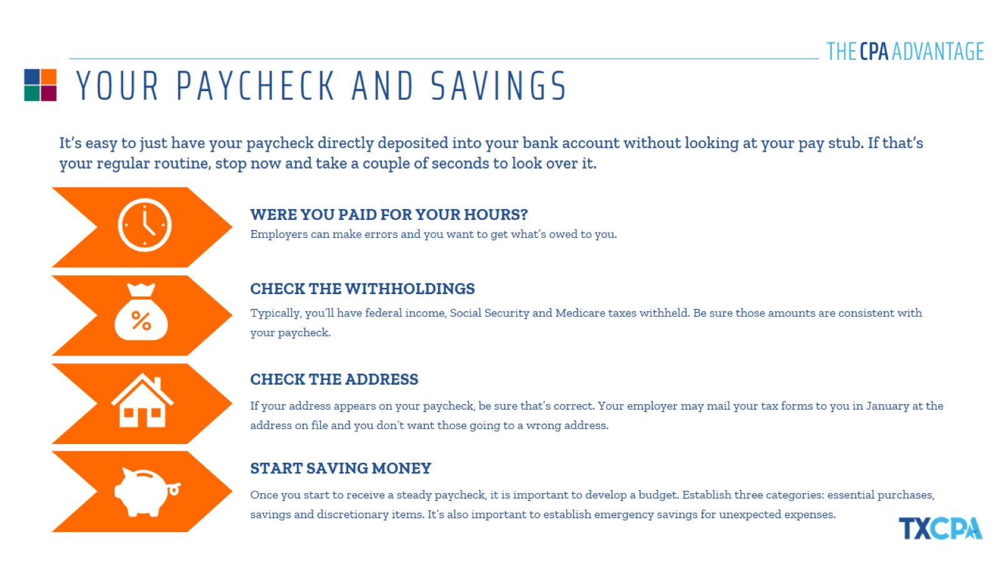 THE CPA ADVANTAGE
YOUR PAYCHECK AND SAVINGS
It's easy to just have your paycheck directly deposited into your bank account without looking at your pay stub. If that's
your regular routine, stop now and take a couple of seconds to look over it.
WERE YOU PAID FOR YOUR HOURS?
Employers can make errors and you want to get what's owed to you.
CHECK THE WITHHOLDINGS
%
Typically, you'll have federal income, Social Security and Medicare taxes withheld. Be sure those amounts are consistent with
your paycheck.
CHECK THE ADDRESS
If your address appears on your paycheck, be sure that's correct. Your employer may mail your tax forms to you in January at the
address on file and you don't want those going to a wrong address.
START SAVING MONEY
Once you start to receive a steady paycheck, it is important to develop a budget. Establish three categories: essential purchases,
savings and discretionary items. It's also important to establish emergency savings for unexpected expenses.
TXCPA